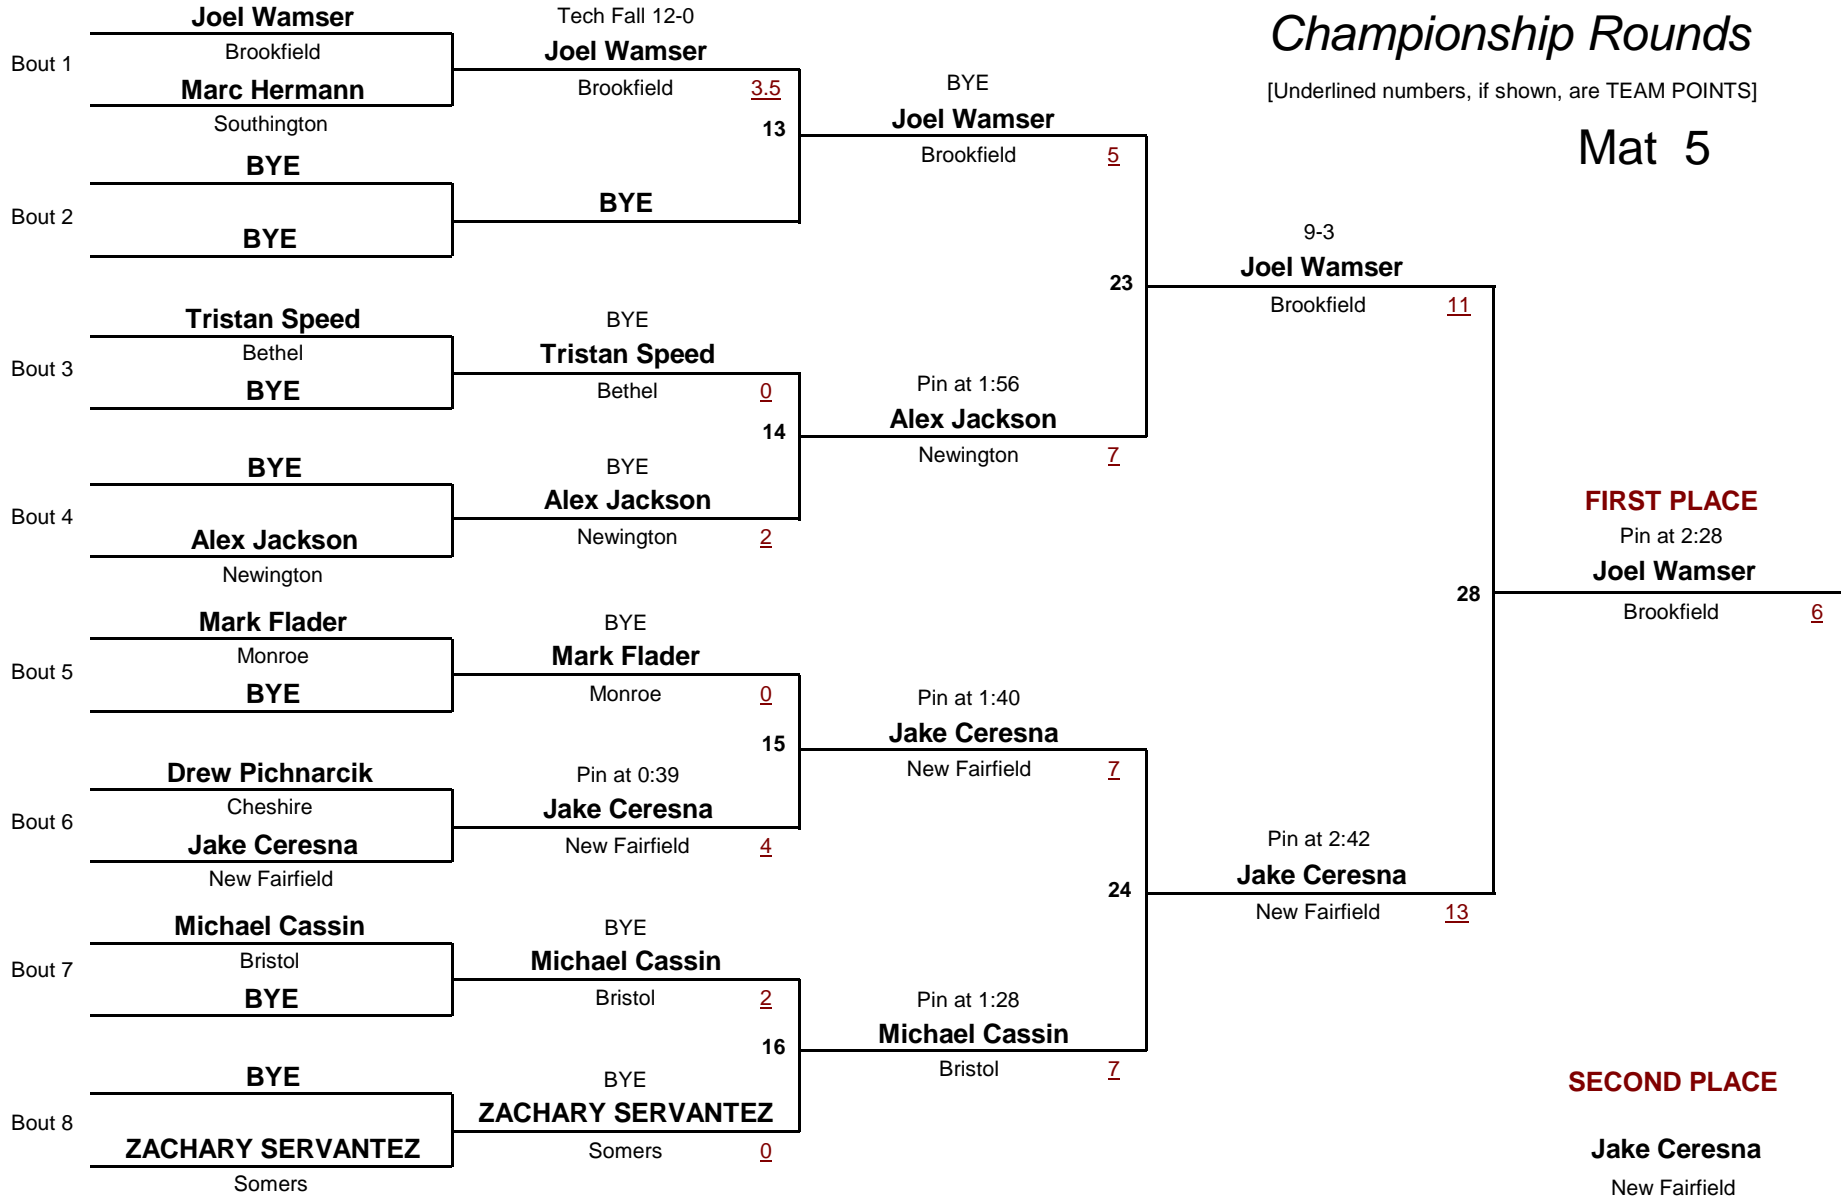 Championship Rounds
[Underlined numbers, if shown, are TEAM POINTS]
Mat 5
Bout 1
Joel Wamser
Brookfield
Marc Hermann
Southington
Bout 2
BYE
BYE
Bout 3
Tristan Speed
Bethel
BYE
Bout 4
BYE
Alex Jackson
Newington
Bout 5
Mark Flader
Monroe
BYE
Bout 6
Drew Pichnarcik
Cheshire
Jake Ceresna
New Fairfield
Bout 7
Michael Cassin
Bristol
BYE
Bout 8
BYE
ZACHARY SERVANTEZ
Somers
Tech Fall 12-0
Joel Wamser
Brookfield 3.5
13
BYE
BYE
Tristan Speed
Bethel 0
14
BYE
Alex Jackson
Newington 2
BYE
Mark Flader
Monroe 0
15
Pin at 0:39
Jake Ceresna
New Fairfield 4
BYE
Michael Cassin
Bristol 2
16
BYE
ZACHARY SERVANTEZ
Somers 0
BYE
Joel Wamser
Brookfield 5
23
Pin at 1:56
Alex Jackson
Newington 7
Pin at 1:40
Jake Ceresna
New Fairfield 7
24
Pin at 1:28
Michael Cassin
Bristol 7
9-3
Joel Wamser
Brookfield 11
28
Pin at 2:42
Jake Ceresna
New Fairfield 13
FIRST PLACE
Pin at 2:28
Joel Wamser
Brookfield 6
SECOND PLACE
Jake Ceresna
New Fairfield